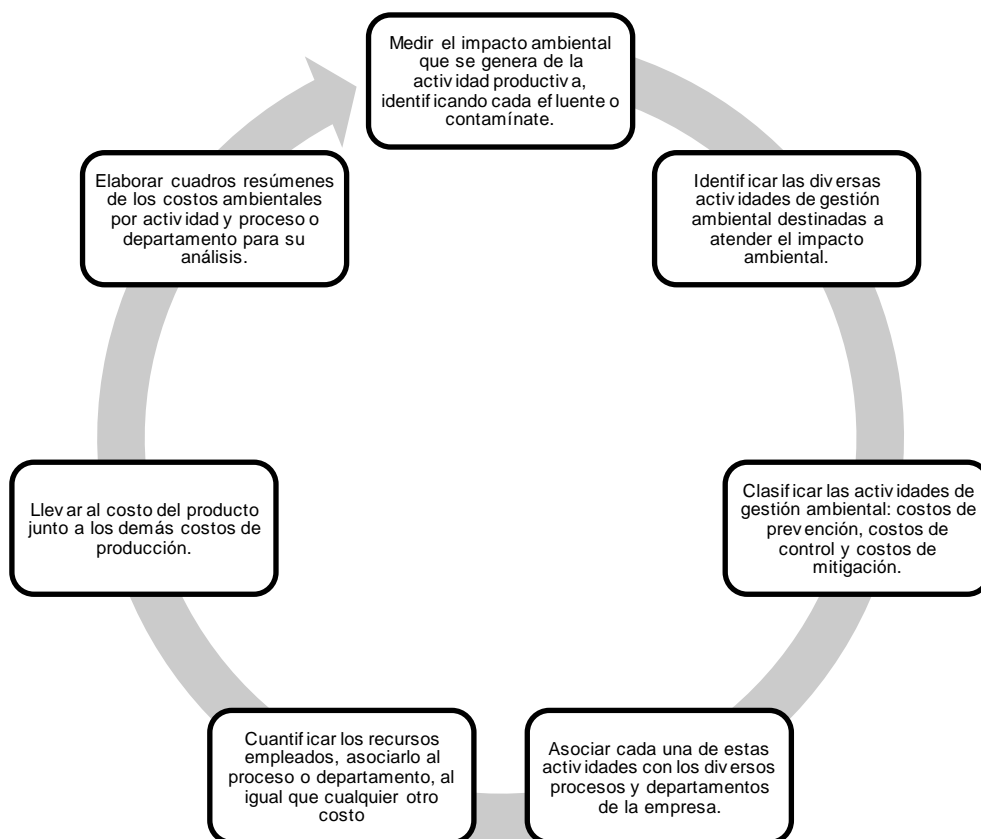 Medir el impacto ambiental
que se genera de la
actividad productiva,
identificando cada efluente o
contamínate.
Identificar las diversas
actividades de gestión
ambiental destinadas a
atender el impacto
ambiental.
Clasificar las actividades de
gestión ambiental: costos de
prevención, costos de
control y costos de
mitigación.
Asociar cada una de estas
actividades con los diversos
procesos y departamentos
de la empresa.
Cuantificar los recursos
empleados, asociarlo al
proceso o departamento, al
igual que cualquier otro
costo
Llevar al costo del producto
junto a los demás costos de
producción.
Elaborar cuadros resúmenes
de los costos ambientales
por actividad y proceso o
departamento para su
análisis.